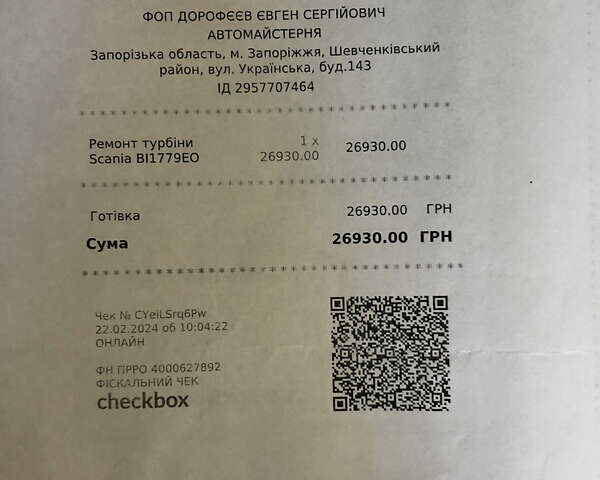 ФОП ДОРОФЄЄВ ЄВГЕН СЕРГІЙОВИЧ
АВТОМАЙСТЕРНЯ
Запорізька область, м. Запоріжжя, Шевченківський
район, вул. Українська, буд.143
ІД 2957707464
Ремонт турбіни 1 x
Scania BI1779EO 26930.00 26930.00
Готівка 26930.00 ГРН
Сума 26930.00 ГРН
Чек № CYeiLSrq6Pw
22.02.2024 об 10:04:22
ОНЛАЙН
ФН ПРРО 4000627892
ФІСКАЛЬНИЙ ЧЕК
checkbox